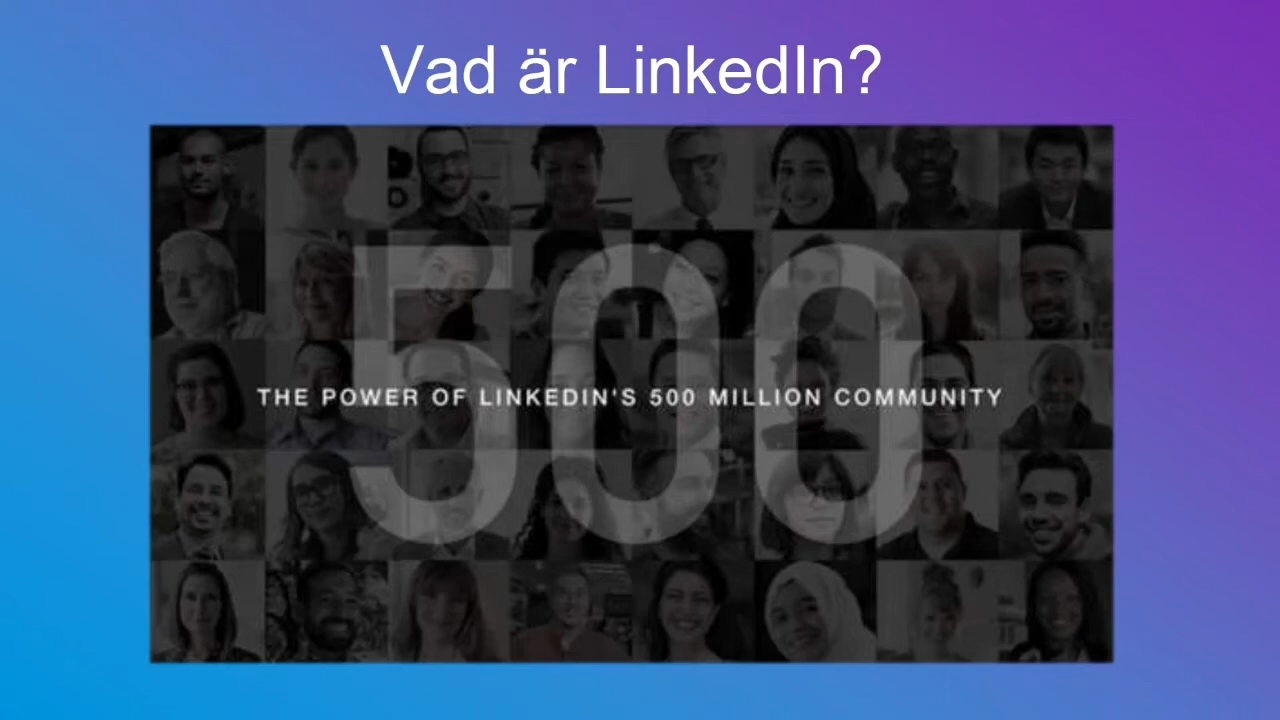 Vad är LinkedIn?
500
THE POWER OF LINKEDIN'S 500 MILLION COMMUNITY